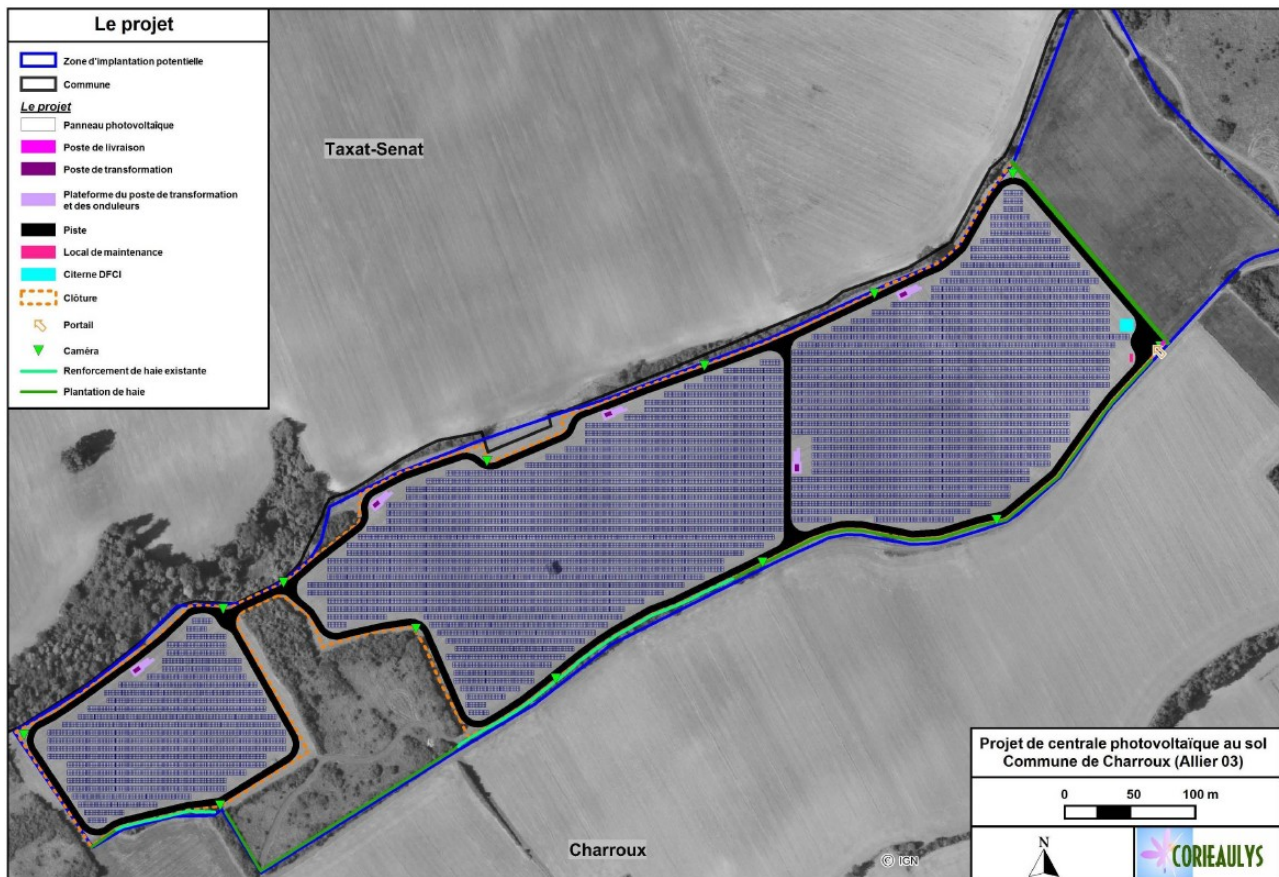 Le projet
Zone d'implantation potentielle
Commune
Le projet
Panneau photovoltaïque
Poste de livraison
Poste de transformation
Plateforme du poste de transformation
et des onduleurs
Piste
Local de maintenance
Citerne DFCI
Clôture
Portail
Caméra
Renforcement de haie existante
Plantation de haie
Taxat-Senat
Charroux
© IGN
Projet de centrale photovoltaïque au sol
Commune de Charroux (Allier 03)
0 50 100 m
N
CORIEAULYS